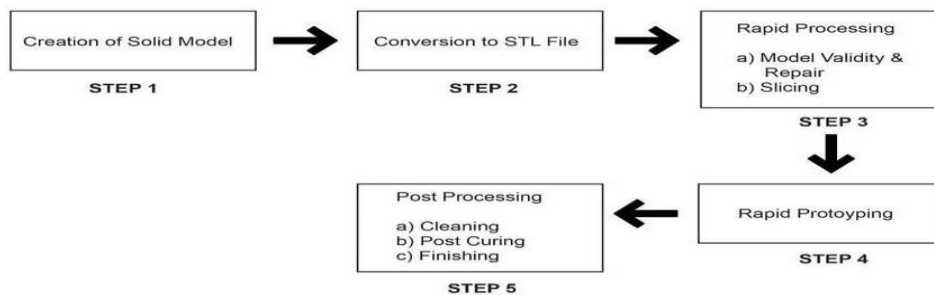 Creation of Solid Model
STEP 1
Conversion to STL File
STEP 2
Rapid Processing
a) Model Validity &
Repair
b) Slicing
STEP 3
Rapid Protoyping
STEP 4
Post Processing
a) Cleaning
b) Post Curing
c) Finishing
STEP 5